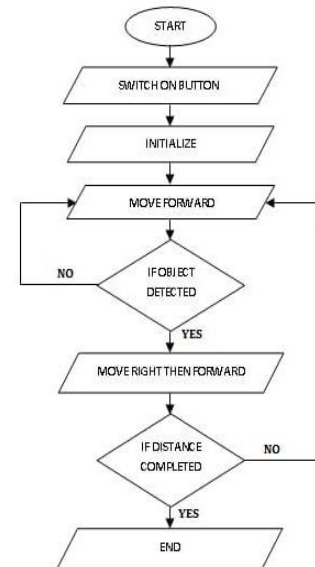 START
SWITCH ON BUTTON
INITIALIZE
MOVE FORWARD
NO
IF OBJECT
DETECTED
YES
MOVE RIGHT THEN FORWARD
IF DISTANCE
COMPLETED
NO
YES
END